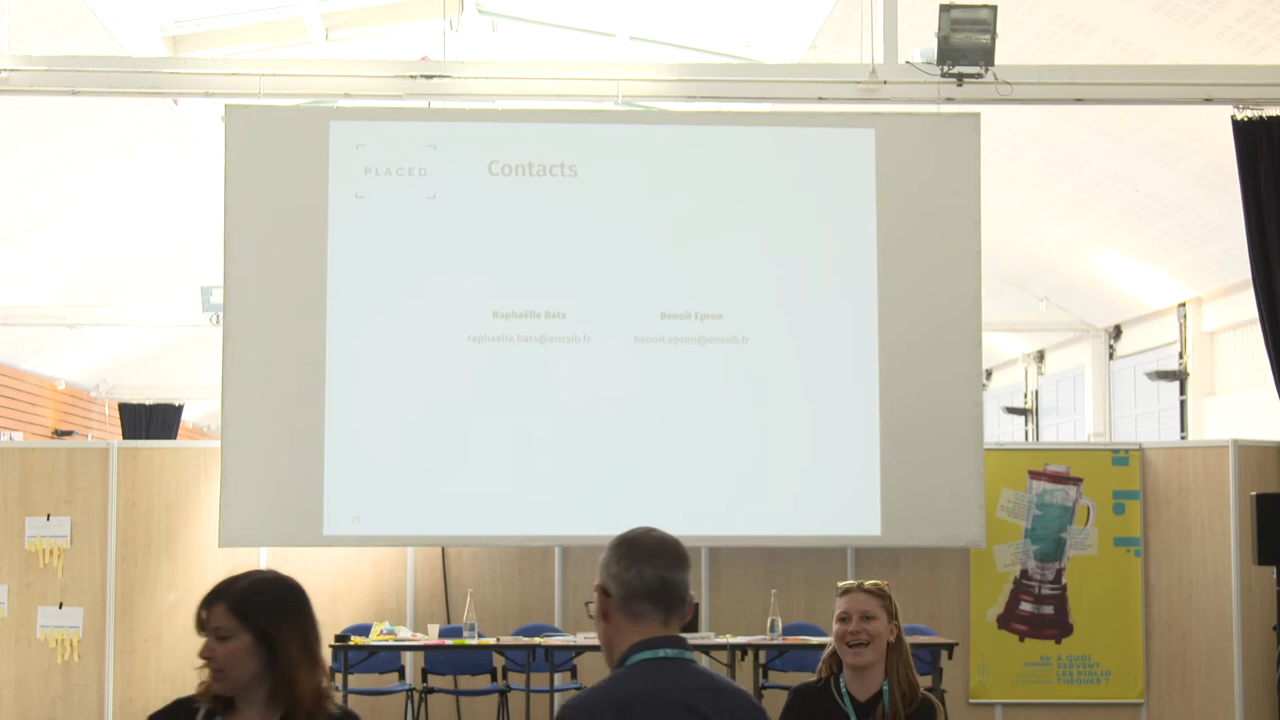 PLACED
Contacts
Raphaëlle Bats
Benoît Epron
raphaelle.bats@enssib.fr
benoit.epron@enssib.fr
À QUOI
SERVENT
LES BIBLIO
THÈQUES ?